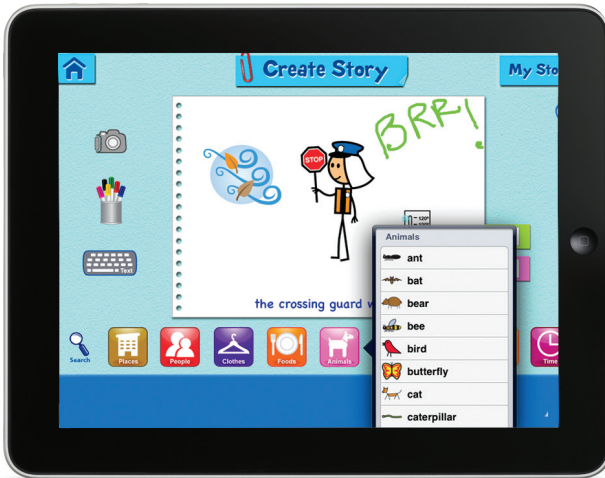 Create Story
My Sto
BRR!
STOP
120°
Text
the crossing guard w
Animals
ant
bat
bear
bee
bird
butterfly
cat
caterpillar
Search
Places
People
Clothes
Foods
Animals
Time